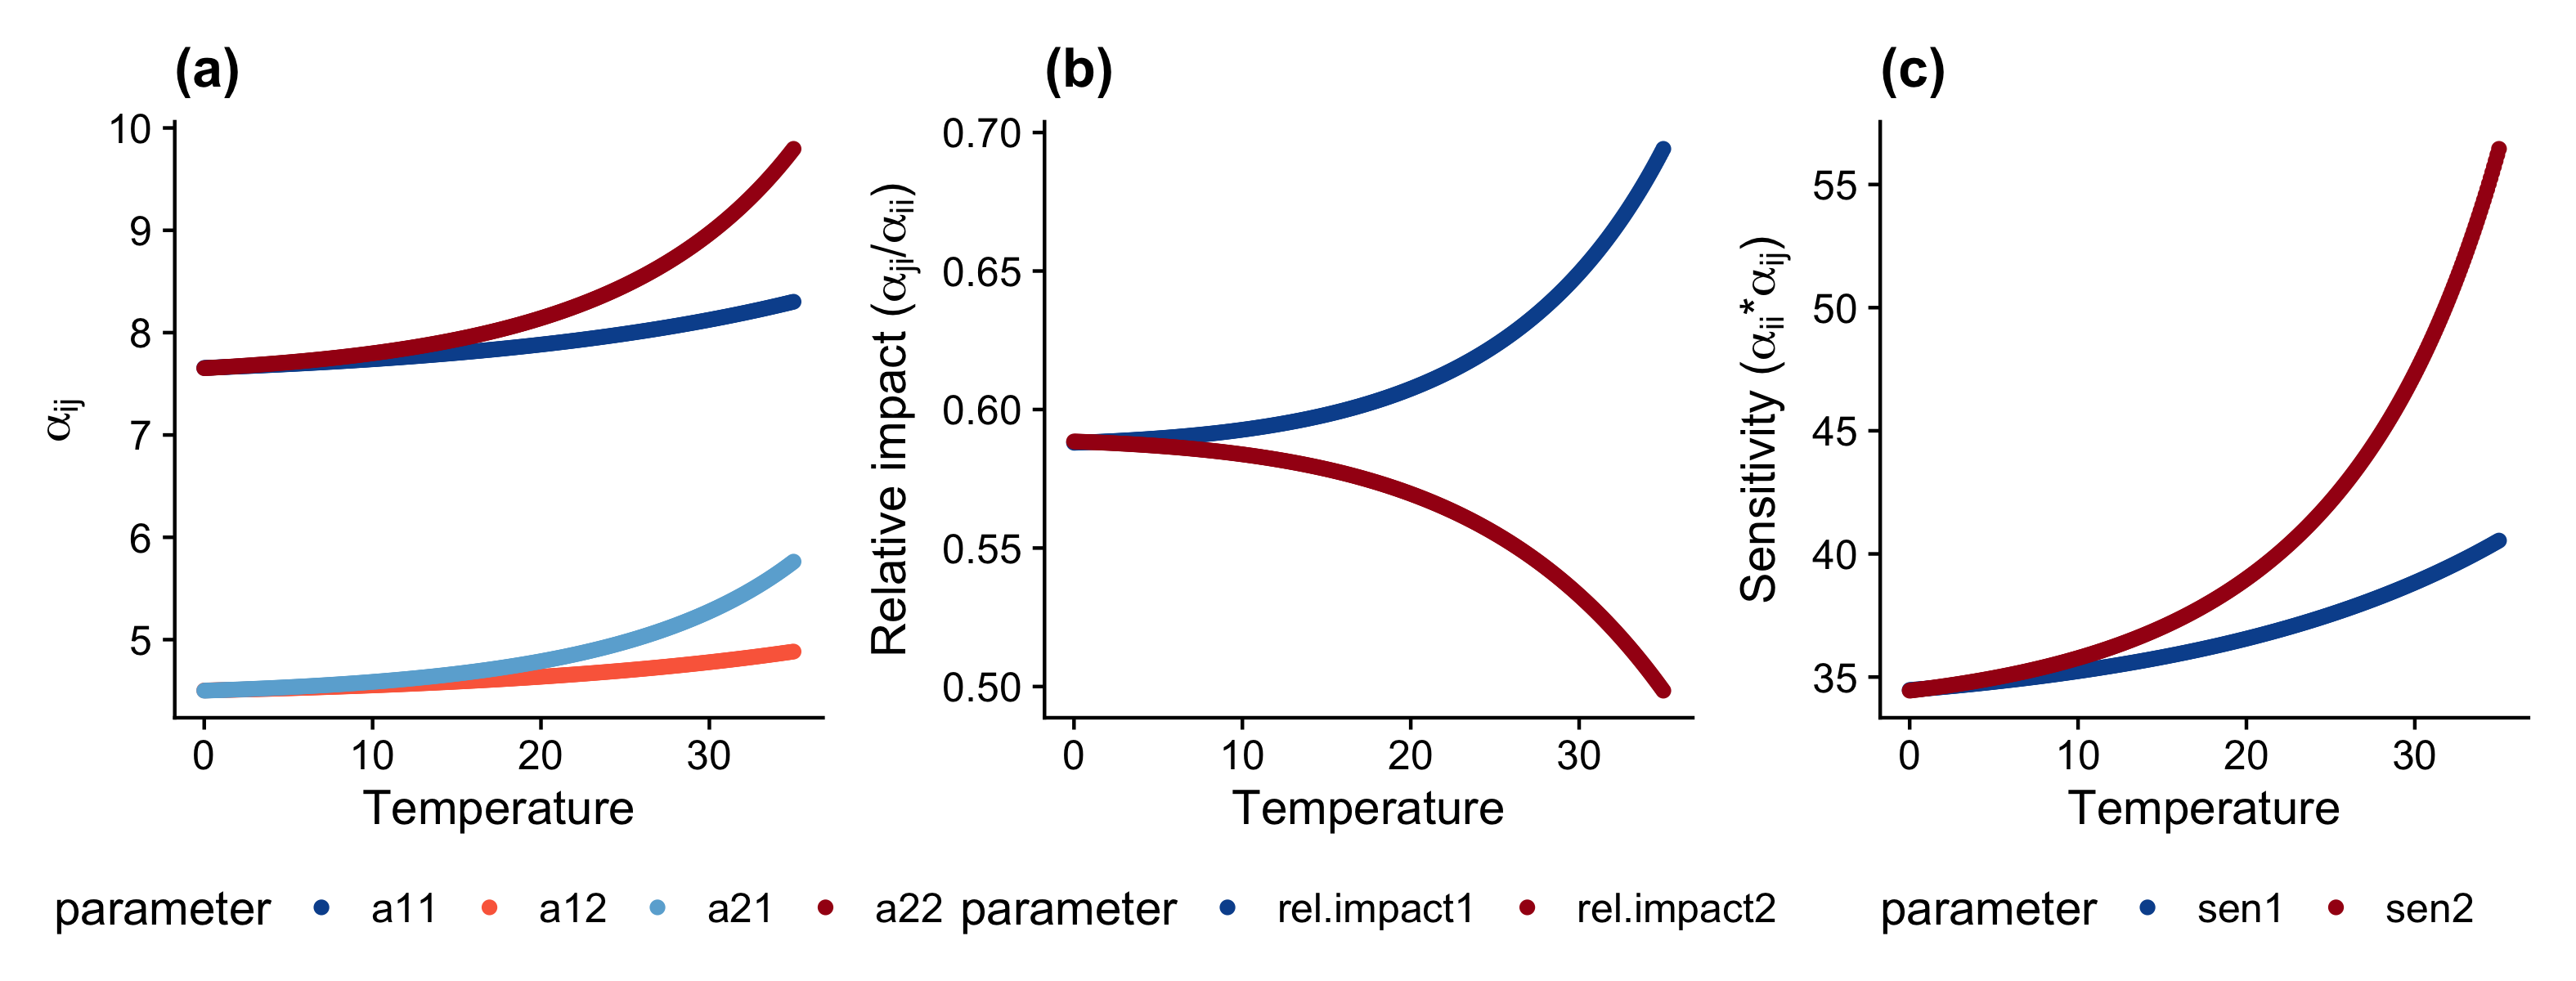 (a)
10
9
8
7
6
5
αij
0 10 20 30
Temperature
parameter a11 a12 a21 a22
(b)
0.70
0.65
0.60
0.55
0.50
Relative impact (αji/αii)
0 10 20 30
Temperature
parameter rel.impact1 rel.impact2
(c)
55
50
45
40
35
Sensitivity (αii*αij)
0 10 20 30
Temperature
parameter sen1 sen2